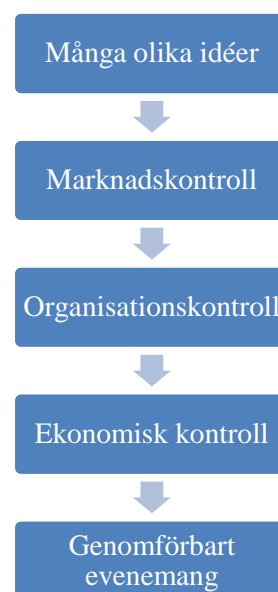 Många olika idéer
Marknadskontroll
Organisationskontroll
Ekonomisk kontroll
Genomförbart
evenemang